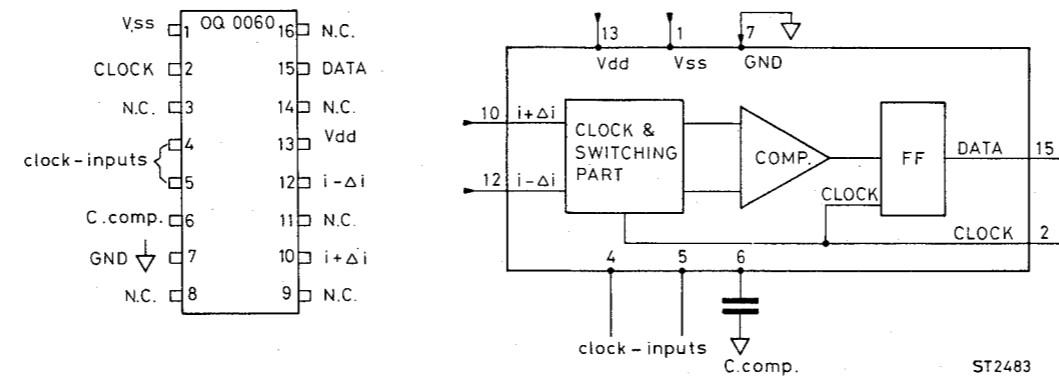 OQ 0060
V.ss 1
16 N.C.
CLOCK 2
15 DATA
N.C. 3
14 N.C.
clock-inputs
4
13 Vdd
5
12 i-Δi
C.comp. 6
11 N.C.
GND 7
10 i+Δi
N.C. 8
9 N.C.
13
1
7
Vdd
Vss
GND
10 i+Δi
12 i-Δi
CLOCK &
SWITCHING
PART
COMP.
FF
DATA 15
CLOCK
CLOCK 2
4
5
6
clock-inputs
C.comp.
ST2483